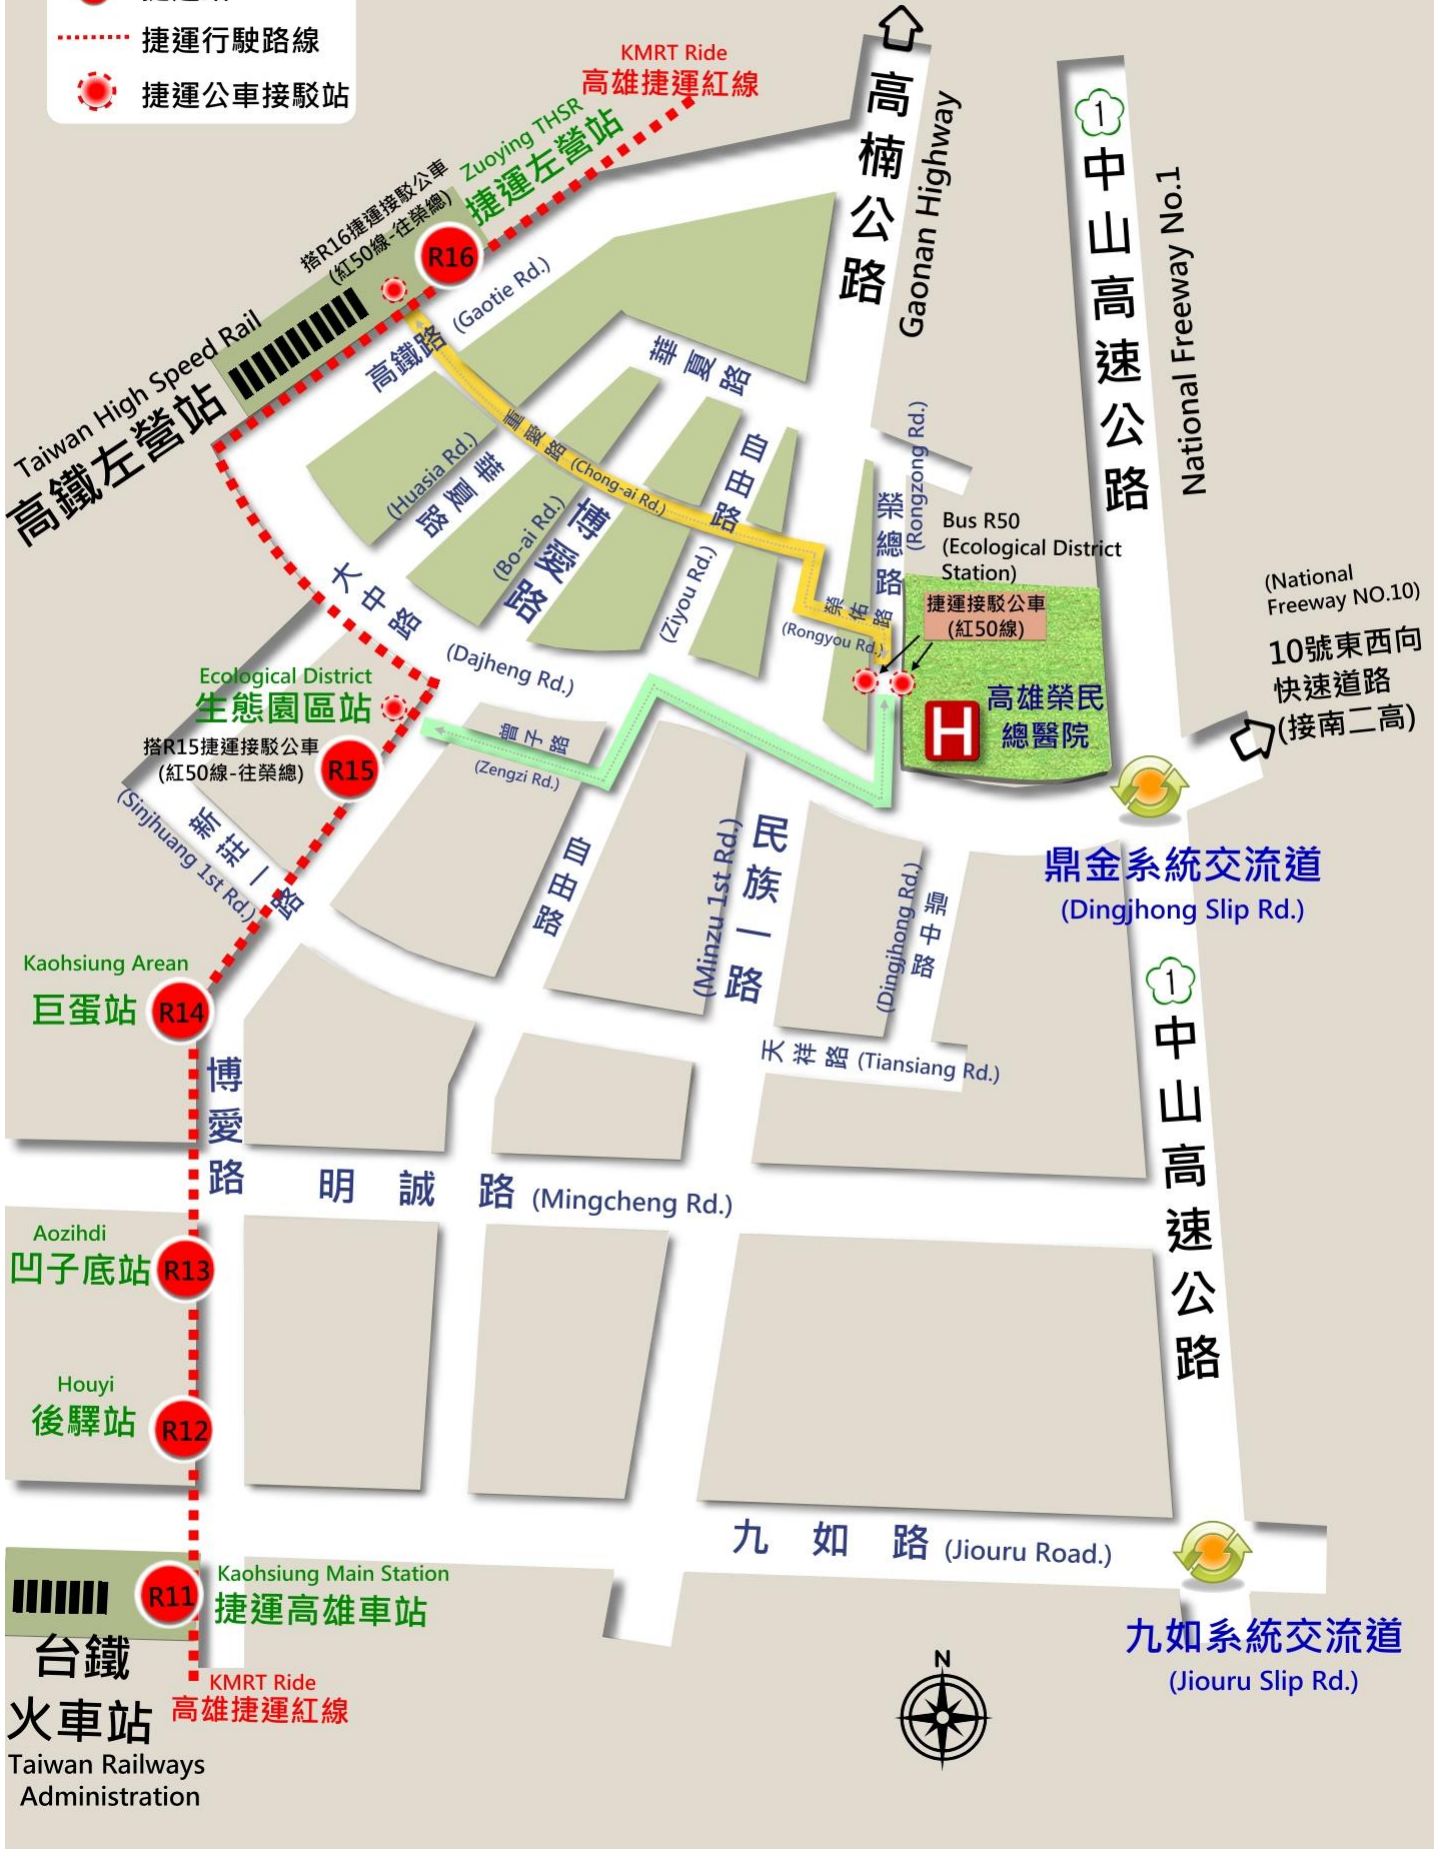 捷運行駛路線
捷運公車接駁站
KMRT Ride
高雄捷運紅線
Zuoying THSR
捷運左營站
搭R16捷運接駁公車
(紅50線-往榮總)
R16
Taiwan High Speed Rail
高鐵左營站
高鐵路
(Gaotie Rd.)
高楠公路
Gaonan Highway
1
中山高速公路
National Freeway No.1
華夏路
重愛路
(Chong-ai Rd.)
(Huasia Rd.)
華夏路
(Bo-ai Rd.)
博愛路
自由路
(Ziyou Rd.)
榮總路
(Rongzong Rd.)
榮佑路
(Rongyou Rd.)
Bus R50
(Ecological District
Station)
捷運接駁公車
(紅50線)
H
高雄榮民
總醫院
(National
Freeway NO.10)
10號東西向
快速道路
(接南二高)
大中路
(Dajheng Rd.)
Ecological District
生態園區站
搭R15捷運接駁公車
(紅50線-往榮總)
R15
曾子路
(Zengzi Rd.)
新莊一路
(Sinjhuang 1st Rd.)
自由路
民族一路
(Minzu 1st Rd.)
鼎中路
(Dingjhong Rd.)
鼎金系統交流道
(Dingjhong Slip Rd.)
Kaohsiung Arean
巨蛋站
R14
天祥路 (Tiansiang Rd.)
1
中山高速公路
博愛路
明誠路 (Mingcheng Rd.)
Aozihdi
凹子底站
R13
Houyi
後驛站
R12
九如路 (Jiouru Road.)
R11
Kaohsiung Main Station
捷運高雄車站
台鐵
火車站
Taiwan Railways
Administration
KMRT Ride
高雄捷運紅線
N
九如系統交流道
(Jiouru Slip Rd.)